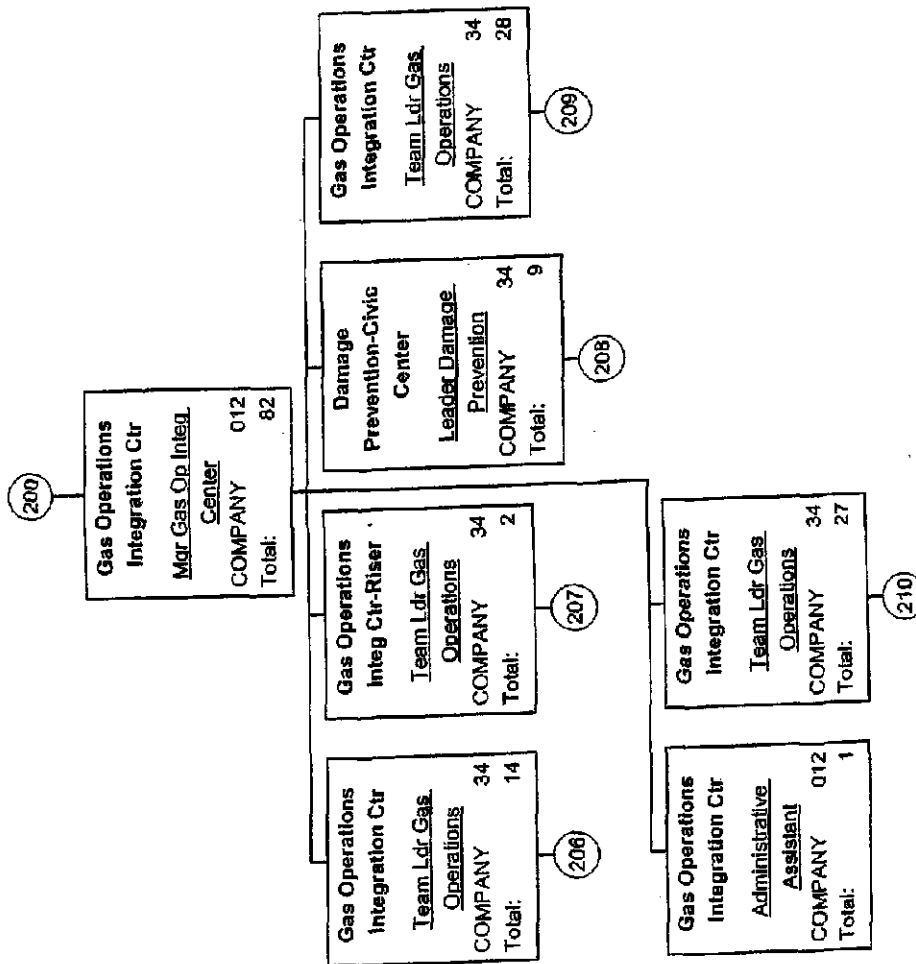 200
Gas Operations
Integration Ctr
Mgr Gas Op Integ
Center
COMPANY 012
Total: 82
Gas Operations
Integration Ctr
Team Ldr Gas
Operations
COMPANY 34
Total: 14
206
Gas Operations
Integ Ctr-Riser
Team Ldr Gas
Operations
COMPANY 34
Total: 2
207
Damage
Prevention-Civic
Center
Leader Damage
Prevention
COMPANY 34
Total: 9
208
Gas Operations
Integration Ctr
Team Ldr Gas
Operations
COMPANY 34
Total: 28
209
Gas Operations
Integration Ctr
Administrative
Assistant
COMPANY 012
Total: 1
Gas Operations
Integration Ctr
Team Ldr Gas
Operations
COMPANY 34
Total: 27
210